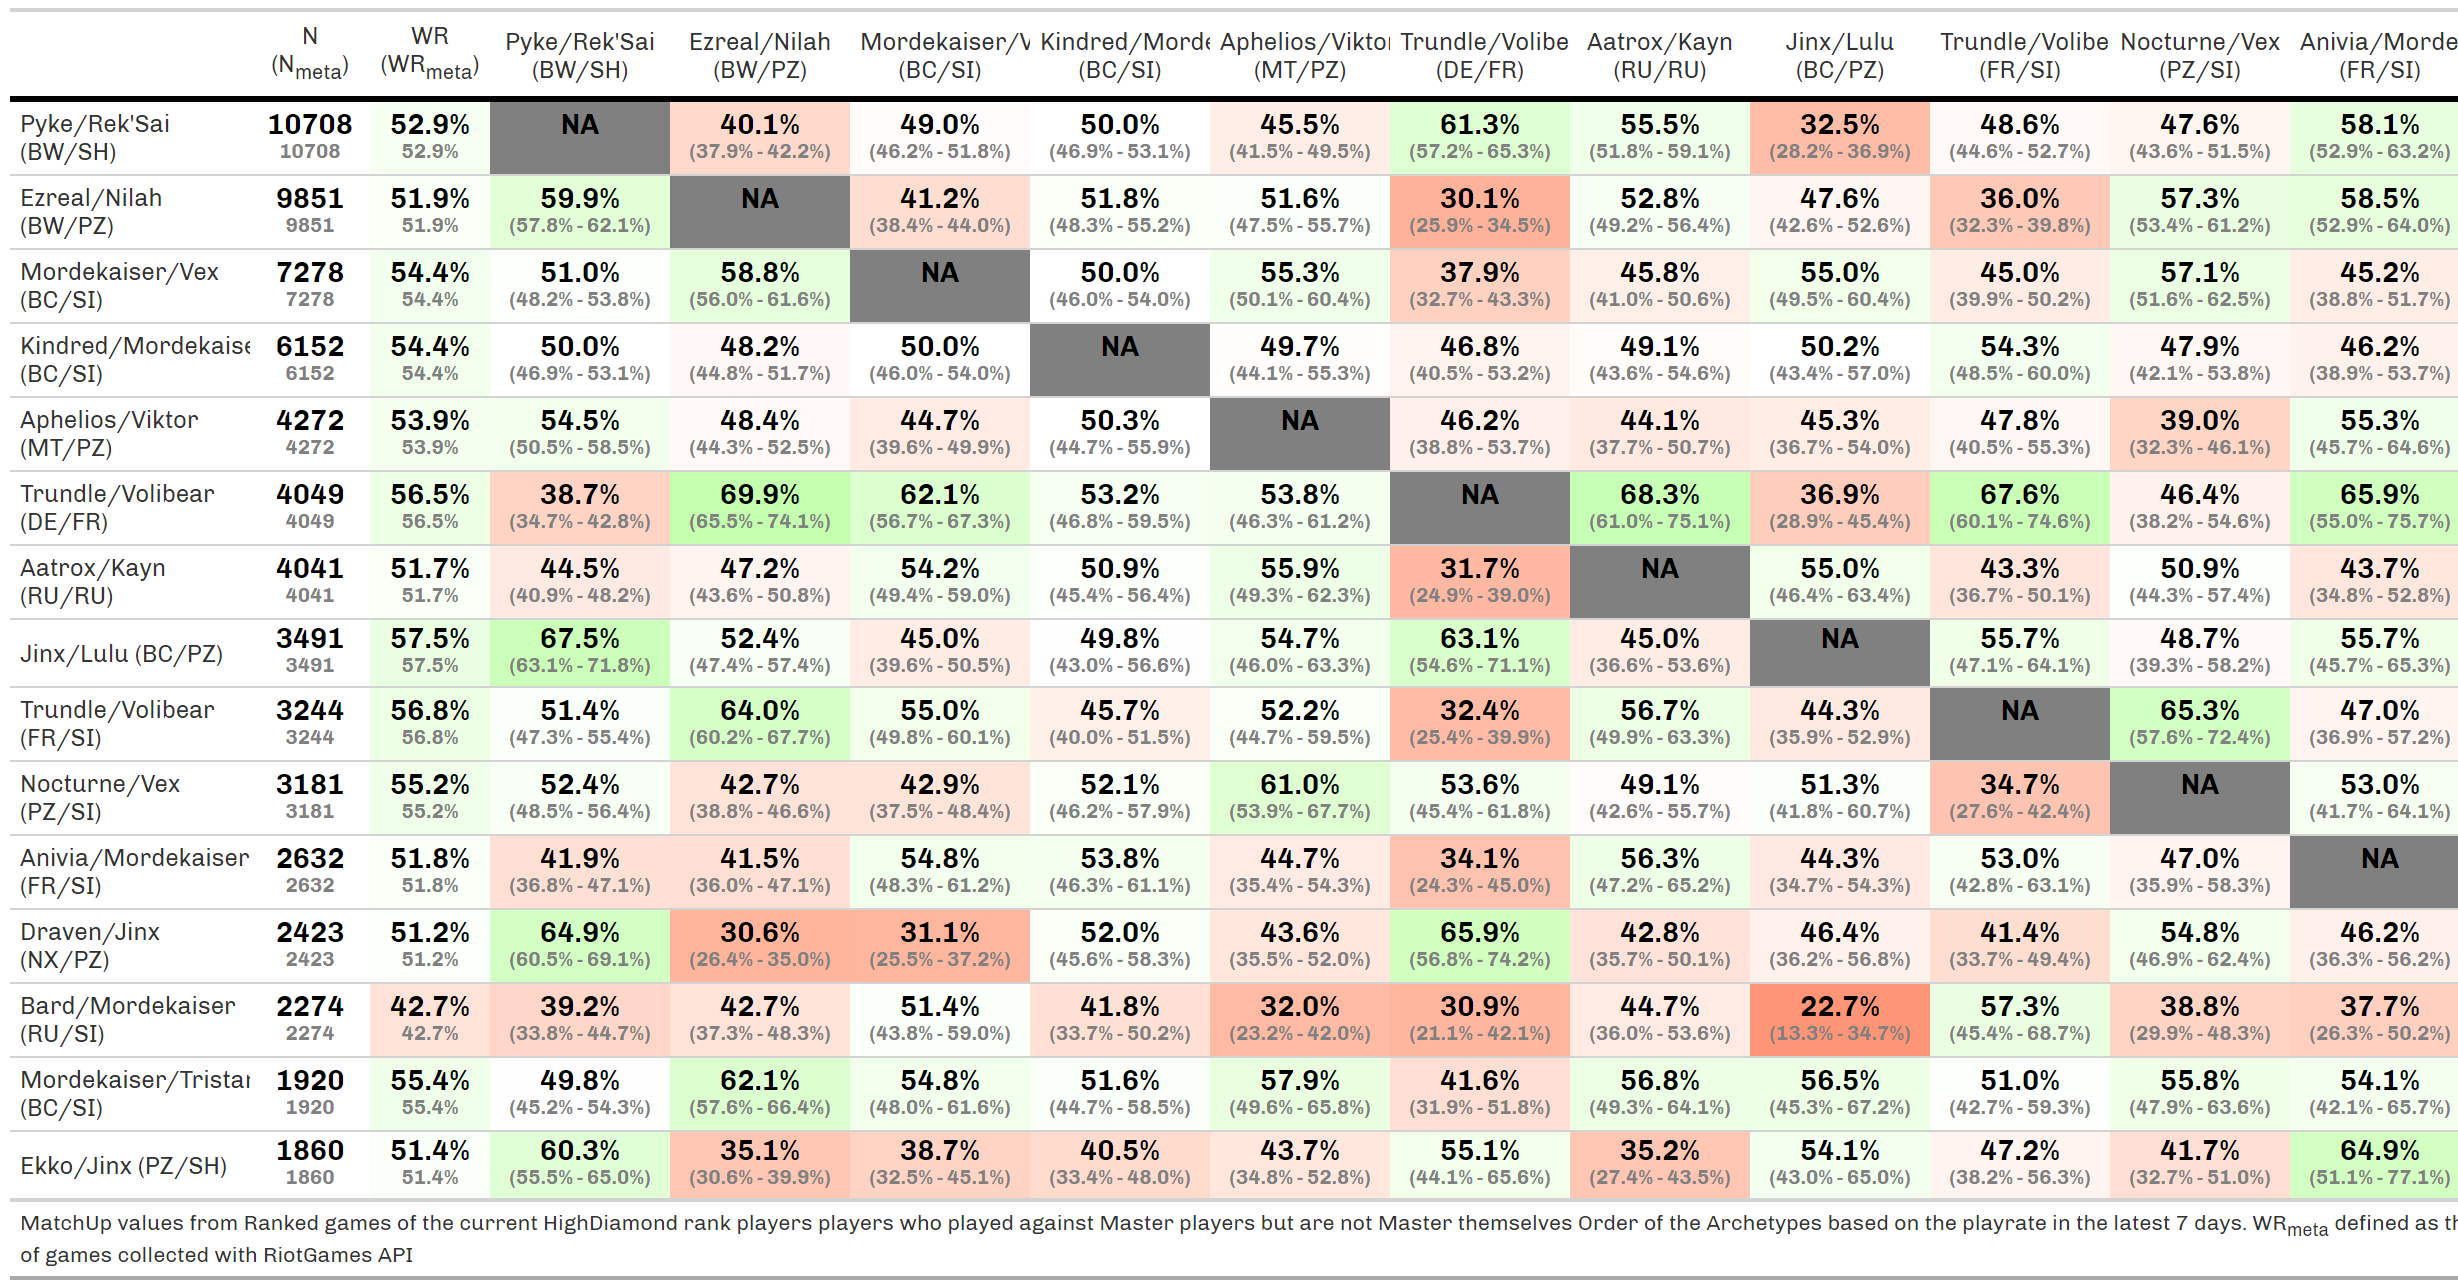 N WR Pyke/Rek'Sai Ezreal/Nilah Mordekaiser/V Kindred/Morde Aphelios/Viktor Trundle/Volibe Aatrox/Kayn Jinx/Lulu Trundle/Volibe Nocturne/Vex Anivia/Morde
(Nmeta) (WRmeta) (BW/SH) (BW/PZ) (BC/SI) (BC/SI) (MT/PZ) (DE/FR) (RU/RU) (BC/PZ) (FR/SI) (PZ/SI) (FR/SI)
Pyke/Rek'Sai 10708 52.9% NA 40.1% 49.0% 50.0% 45.5% 61.3% 55.5% 32.5% 48.6% 47.6% 58.1%
(BW/SH) 10708 52.9% (37.9% - 42.2%) (46.2% - 51.8%) (46.9% - 53.1%) (41.5% - 49.5%) (57.2% - 65.3%) (51.8% - 59.1%) (28.2% - 36.9%) (44.6% - 52.7%) (43.6% - 51.5%) (52.9% - 63.2%)
Ezreal/Nilah 9851 51.9% 59.9% NA 41.2% 51.8% 51.6% 30.1% 52.8% 47.6% 36.0% 57.3% 58.5%
(BW/PZ) 9851 51.9% (57.8% - 62.1%) (38.4% - 44.0%) (48.3% - 55.2%) (47.5% - 55.7%) (25.9% - 34.5%) (49.2% - 56.4%) (42.6% - 52.6%) (32.3% - 39.8%) (53.4% - 61.2%) (52.9% - 64.0%)
Mordekaiser/Vex 7278 54.4% 51.0% 58.8% NA 50.0% 55.3% 37.9% 45.8% 55.0% 45.0% 57.1% 45.2%
(BC/SI) 7278 54.4% (48.2% - 53.8%) (56.0% - 61.6%) (46.0% - 54.0%) (50.1% - 60.4%) (32.7% - 43.3%) (41.0% - 50.6%) (49.5% - 60.4%) (39.9% - 50.2%) (51.6% - 62.5%) (38.8% - 51.7%)
Kindred/Mordekaise 6152 54.4% 50.0% 48.2% 50.0% NA 49.7% 46.8% 49.1% 50.2% 54.3% 47.9% 46.2%
(BC/SI) 6152 54.4% (46.9% - 53.1%) (44.8% - 51.7%) (46.0% - 54.0%) (44.1% - 55.3%) (40.5% - 53.2%) (43.6% - 54.6%) (43.4% - 57.0%) (48.5% - 60.0%) (42.1% - 53.8%) (38.9% - 53.7%)
Aphelios/Viktor 4272 53.9% 54.5% 48.4% 44.7% 50.3% NA 46.2% 44.1% 45.3% 47.8% 39.0% 55.3%
(MT/PZ) 4272 53.9% (50.5% - 58.5%) (44.3% - 52.5%) (39.6% - 49.9%) (44.7% - 55.9%) (38.8% - 53.7%) (37.7% - 50.7%) (36.7% - 54.0%) (40.5% - 55.3%) (32.3% - 46.1%) (45.7% - 64.6%)
Trundle/Volibear 4049 56.5% 38.7% 69.9% 62.1% 53.2% 53.8% NA 68.3% 36.9% 67.6% 46.4% 65.9%
(DE/FR) 4049 56.5% (34.7% - 42.8%) (65.5% - 74.1%) (56.7% - 67.3%) (46.8% - 59.5%) (46.3% - 61.2%) (61.0% - 75.1%) (28.9% - 45.4%) (60.1% - 74.6%) (38.2% - 54.6%) (55.0% - 75.7%)
Aatrox/Kayn 4041 51.7% 44.5% 47.2% 54.2% 50.9% 55.9% 31.7% NA 55.0% 43.3% 50.9% 43.7%
(RU/RU) 4041 51.7% (40.9% - 48.2%) (43.6% - 50.8%) (49.4% - 59.0%) (45.4% - 56.4%) (49.3% - 62.3%) (24.9% - 39.0%) (46.4% - 63.4%) (36.7% - 50.1%) (44.3% - 57.4%) (34.8% - 52.8%)
Jinx/Lulu (BC/PZ) 3491 57.5% 67.5% 52.4% 45.0% 49.8% 54.7% 63.1% 45.0% NA 55.7% 48.7% 55.7%
3491 57.5% (63.1% - 71.8%) (47.4% - 57.4%) (39.6% - 50.5%) (43.0% - 56.6%) (46.0% - 63.3%) (54.6% - 71.1%) (36.6% - 53.6%) (47.1% - 64.1%) (39.3% - 58.2%) (45.7% - 65.3%)
Trundle/Volibear 3244 56.8% 51.4% 64.0% 55.0% 45.7% 52.2% 32.4% 56.7% 44.3% NA 65.3% 47.0%
(FR/SI) 3244 56.8% (47.3% - 55.4%) (60.2% - 67.7%) (49.8% - 60.1%) (40.0% - 51.5%) (44.7% - 59.5%) (25.4% - 39.9%) (49.9% - 63.3%) (35.9% - 52.9%) (57.6% - 72.4%) (36.9% - 57.2%)
Nocturne/Vex 3181 55.2% 52.4% 42.7% 42.9% 52.1% 61.0% 53.6% 49.1% 51.3% 34.7% NA 53.0%
(PZ/SI) 3181 55.2% (48.5% - 56.4%) (38.8% - 46.6%) (37.5% - 48.4%) (46.2% - 57.9%) (53.9% - 67.7%) (45.4% - 61.8%) (42.6% - 55.7%) (41.8% - 60.7%) (27.6% - 42.4%) (41.7% - 64.1%)
Anivia/Mordekaiser 2632 51.8% 41.9% 41.5% 54.8% 53.8% 44.7% 34.1% 56.3% 44.3% 53.0% 47.0% NA
(FR/SI) 2632 51.8% (36.8% - 47.1%) (36.0% - 47.1%) (48.3% - 61.2%) (46.3% - 61.1%) (35.4% - 54.3%) (24.3% - 45.0%) (47.2% - 65.2%) (34.7% - 54.3%) (42.8% - 63.1%) (35.9% - 58.3%)
Draven/Jinx 2423 51.2% 64.9% 30.6% 31.1% 52.0% 43.6% 65.9% 42.8% 46.4% 41.4% 54.8% 46.2%
(NX/PZ) 2423 51.2% (60.5% - 69.1%) (26.4% - 35.0%) (25.5% - 37.2%) (45.6% - 58.3%) (35.5% - 52.0%) (56.8% - 74.2%) (35.7% - 50.1%) (36.2% - 56.8%) (33.7% - 49.4%) (46.9% - 62.4%) (36.3% - 56.2%)
Bard/Mordekaiser 2274 42.7% 39.2% 42.7% 51.4% 41.8% 32.0% 30.9% 44.7% 22.7% 57.3% 38.8% 37.7%
(RU/SI) 2274 42.7% (33.8% - 44.7%) (37.3% - 48.3%) (43.8% - 59.0%) (33.7% - 50.2%) (23.2% - 42.0%) (21.1% - 42.1%) (36.0% - 53.6%) (13.3% - 34.7%) (45.4% - 68.7%) (29.9% - 48.3%) (26.3% - 50.2%)
Mordekaiser/Tristar 1920 55.4% 49.8% 62.1% 54.8% 51.6% 57.9% 41.6% 56.8% 56.5% 51.0% 55.8% 54.1%
(BC/SI) 1920 55.4% (45.2% - 54.3%) (57.6% - 66.4%) (48.0% - 61.6%) (44.7% - 58.5%) (49.6% - 65.8%) (31.9% - 51.8%) (49.3% - 64.1%) (45.3% - 67.2%) (42.7% - 59.3%) (47.9% - 63.6%) (42.1% - 65.7%)
Ekko/Jinx (PZ/SH) 1860 51.4% 60.3% 35.1% 38.7% 40.5% 43.7% 55.1% 35.2% 54.1% 47.2% 41.7% 64.9%
1860 51.4% (55.5% - 65.0%) (30.6% - 39.9%) (32.5% - 45.1%) (33.4% - 48.0%) (34.8% - 52.8%) (44.1% - 65.6%) (27.4% - 43.5%) (43.0% - 65.0%) (38.2% - 56.3%) (32.7% - 51.0%) (51.1% - 77.1%)
MatchUp values from Ranked games of the current HighDiamond rank players players who played against Master players but are not Master themselves Order of the Archetypes based on the playrate in the latest 7 days. WRmeta defined as
of games collected with RiotGames API